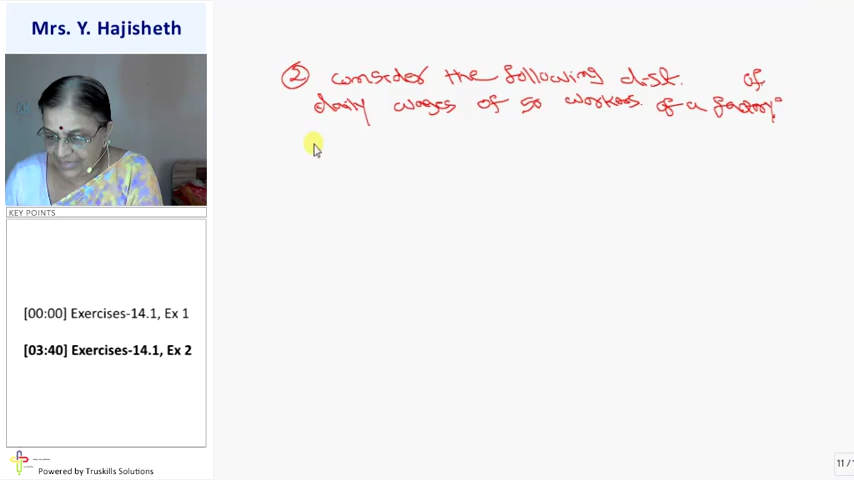 Mrs. Y. Hajisheth
② consider the following dist. of
daily wages of 50 workers of a factory:
KEY POINTS
[00:00] Exercises-14.1, Ex 1
[03:40] Exercises-14.1, Ex 2
Powered by Truskills Solutions
11 /